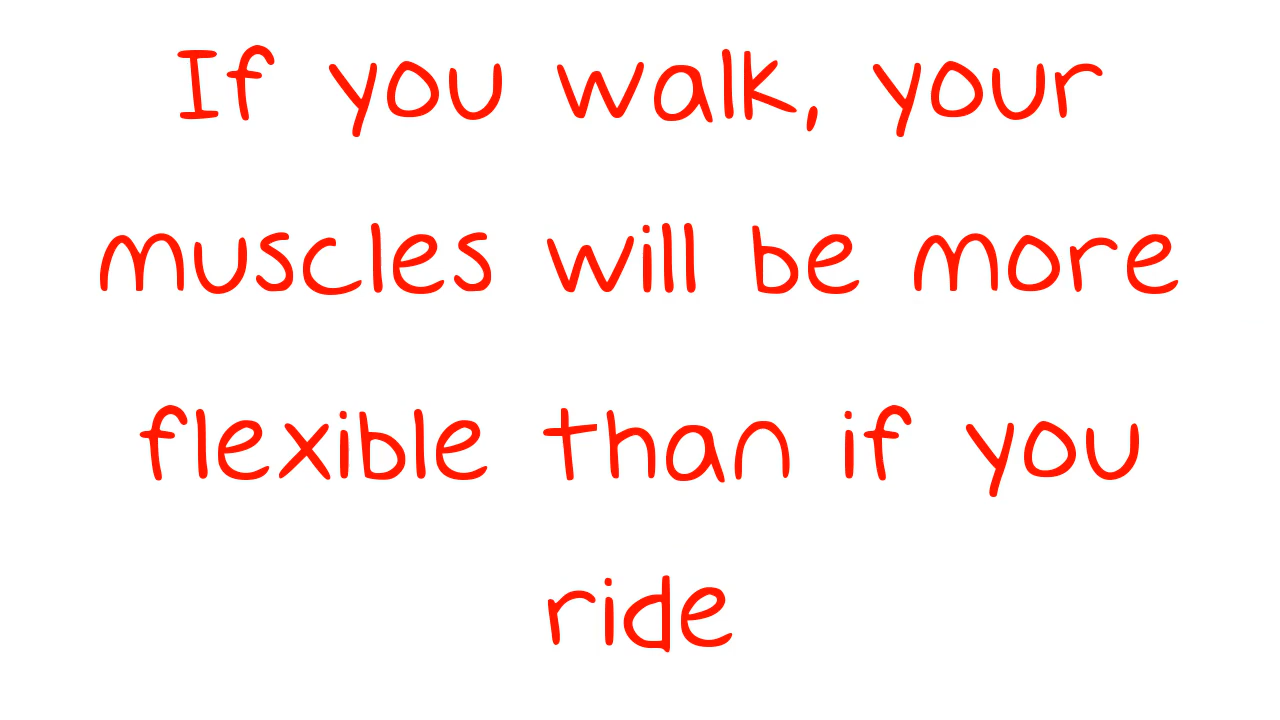 If you walk, your
muscles will be more
flexible than if you
ride